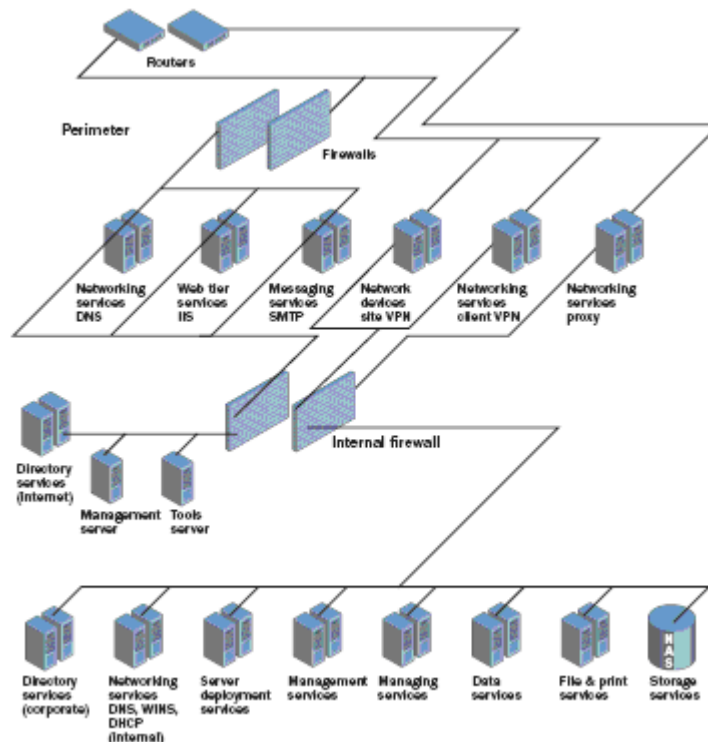 Routers
Perimeter
Firewalls
Networking
services
DNS
Web tier
services
IIS
Messaging
services
SMTP
Network
devices
site VPN
Networking
services
client VPN
Networking
services
proxy
Internal firewall
Directory
services
(Internet)
Management
server
Tools
server
Directory
services
(corporate)
Networking
services
DNS, WINS,
DHCP
(Internal)
Server
deployment
services
Management
services
Managing
services
Data
services
File & print
services
NAS
Storage
services